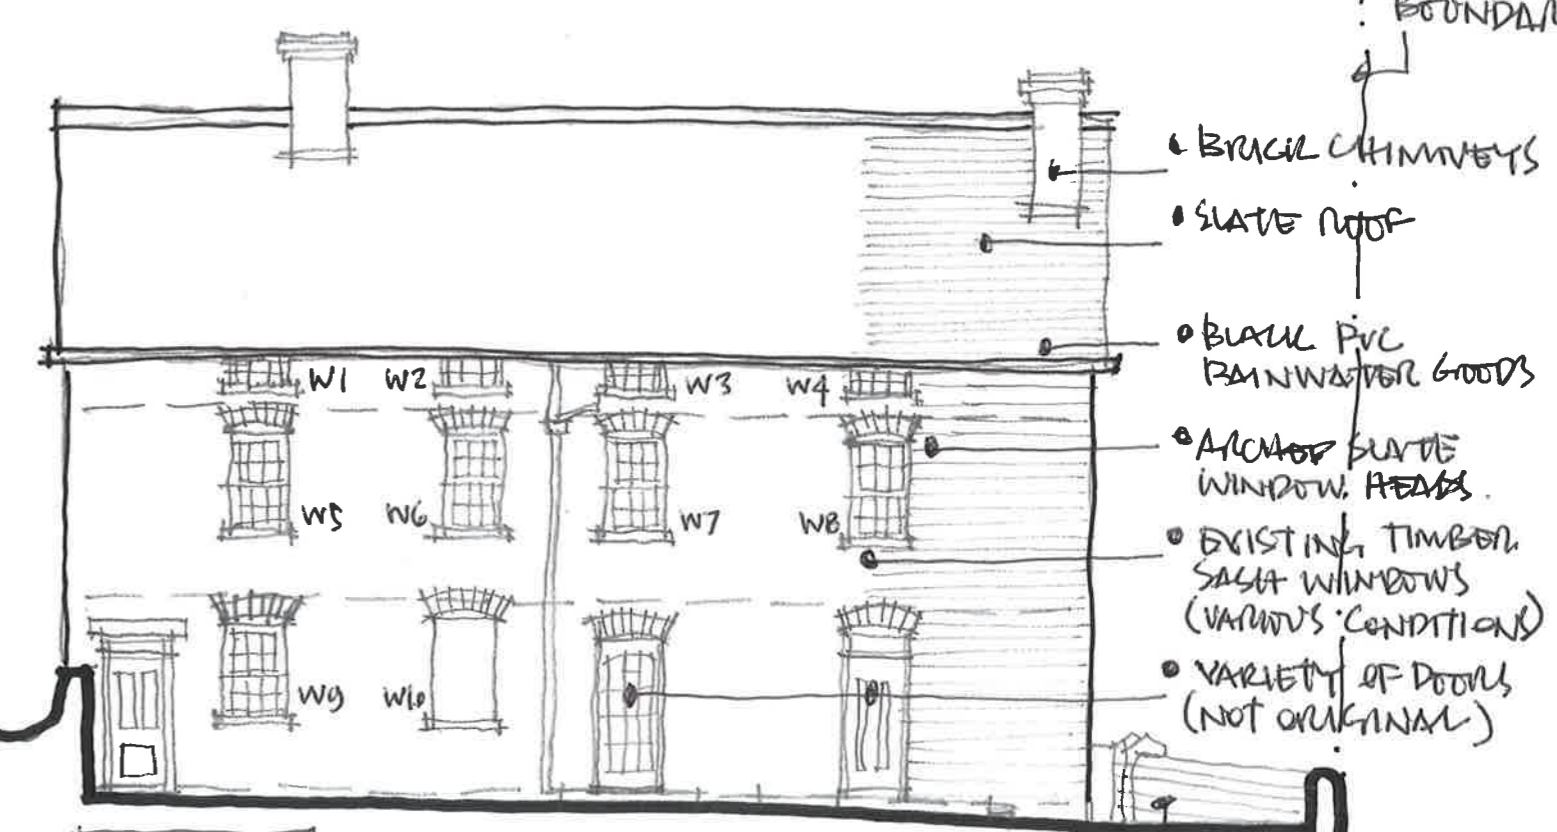 BOUNDAR
• BRICK CHIMNEYS
• SLATE ROOF
• BLACK PVC
RAINWATER GOODS
W1 W2 W3 W4
• ARCHED SLATE
WINDOW HEADS.
W5 W6 W7 W8
• EXISTING TIMBER
SASH WINDOWS
(VARIOUS CONDITIONS)
• VARIETY OF DOORS
(NOT ORIGINAL)
W9 W10